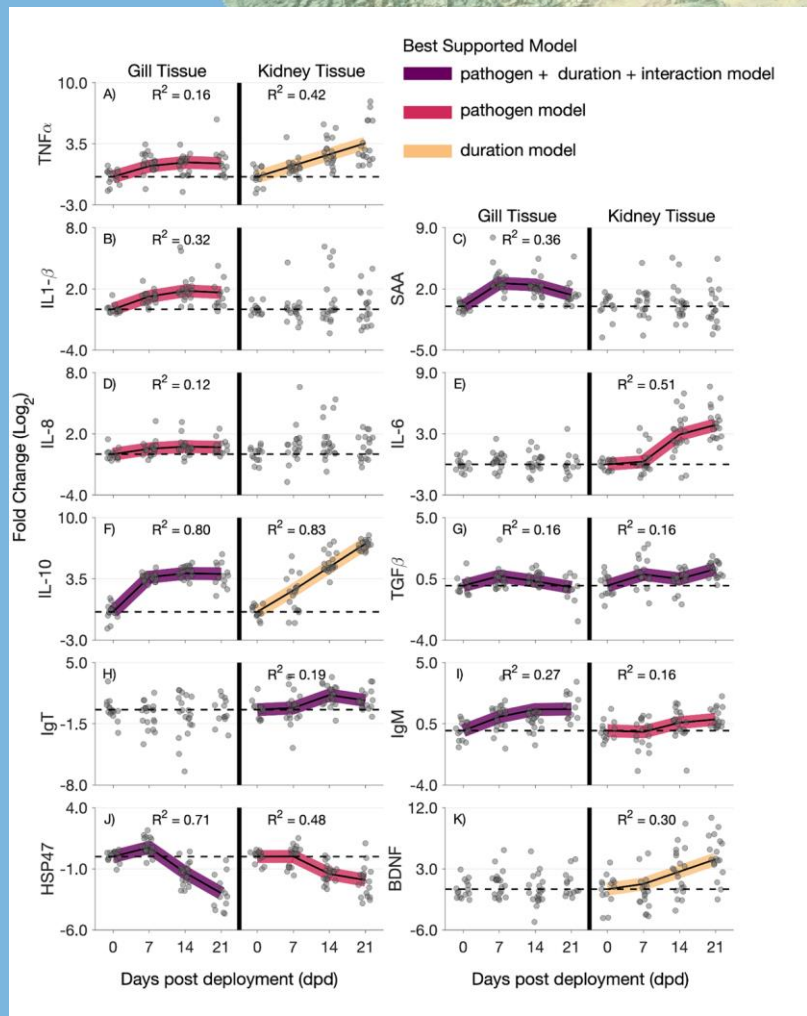 Best Supported Model
pathogen + duration + interaction model
pathogen model
duration model
Gill Tissue Kidney Tissue
A) R² = 0.16 R² = 0.42
TNFα
10.0
3.5
-3.0
Gill Tissue Kidney Tissue
B) R² = 0.32
IL1-β
8.0
2.0
-4.0
C) R² = 0.36
SAA
9.0
2.0
-5.0
D) R² = 0.12
IL-8
8.0
2.0
-4.0
E) R² = 0.51
IL-6
8.0
3.0
-3.0
Fold Change (Log₂)
F) R² = 0.80 R² = 0.83
IL-10
10.0
3.5
-3.0
G) R² = 0.16 R² = 0.16
TGFβ
5.0
0.5
-4.0
H) R² = 0.19
IgT
5.0
-1.5
-8.0
I) R² = 0.27 R² = 0.16
IgM
5.0
0.5
-4.0
J) R² = 0.71 R² = 0.48
HSP47
4.0
-1.0
-6.0
K) R² = 0.30
BDNF
12.0
3.0
-6.0
0 7 14 21 0 7 14 21
0 7 14 21 0 7 14 21
Days post deployment (dpd)
Days post deployment (dpd)